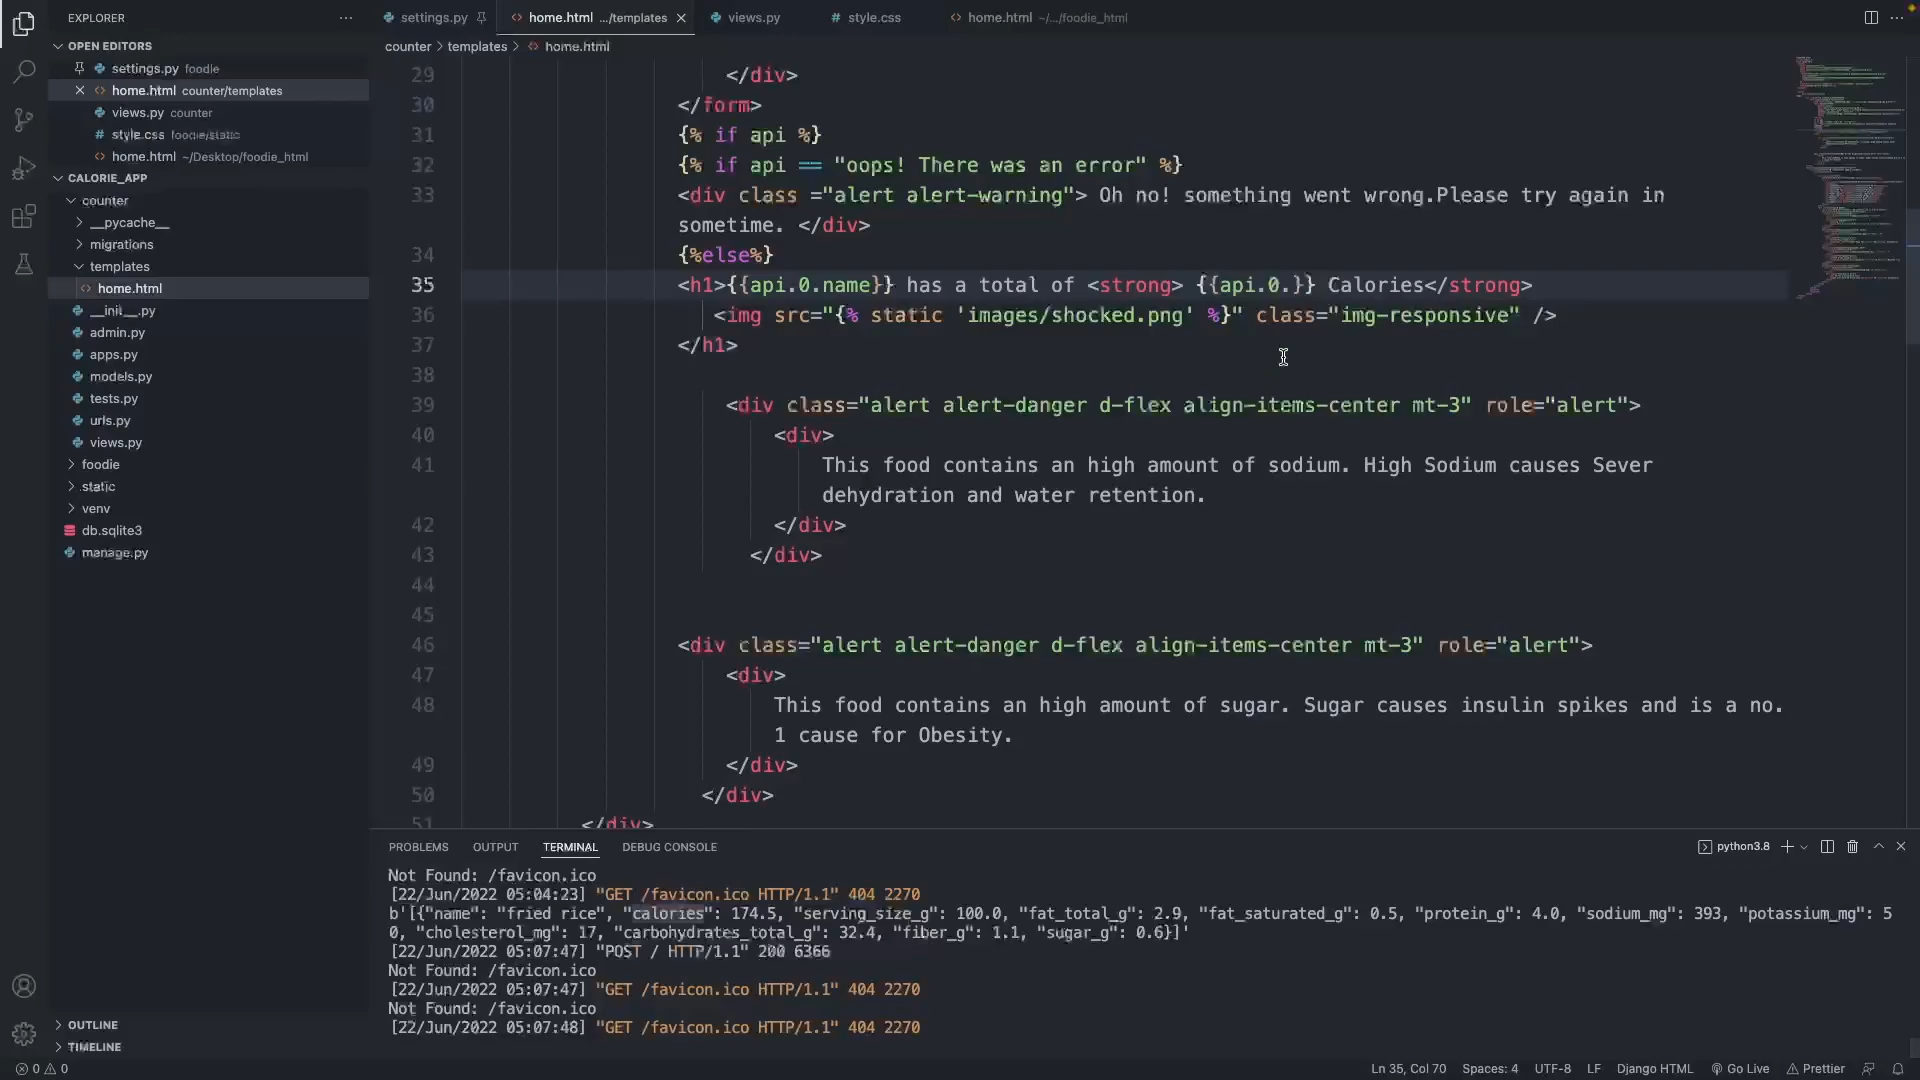 EXPLORER
settings.py
home.html .../templates
views.py
style.css
home.html ~/.../foodie_html
OPEN EDITORS
counter > templates > home.html
settings.py foodie
home.html counter/templates
views.py counter
style.css foodie/static
home.html ~/Desktop/foodie_html
CALORIE_APP
counter
__pycache__
migrations
templates
home.html
__init__.py
admin.py
apps.py
models.py
tests.py
urls.py
views.py
foodie
static
venv
db.sqlite3
manage.py
OUTLINE
TIMELINE
29 </div>
30 </form>
31 {% if api %}
32 {% if api == "oops! There was an error" %}
33 <div class ="alert alert-warning"> Oh no! something went wrong.Please try again in
sometime. </div>
34 {%else%}
35 <h1>{{api.0.name}} has a total of <strong> {{api.0.}} Calories</strong>
36 <img src="{% static 'images/shocked.png' %}" class="img-responsive" />
37 </h1>
38
39 <div class="alert alert-danger d-flex align-items-center mt-3" role="alert">
40 <div>
41 This food contains an high amount of sodium. High Sodium causes Sever
dehydration and water retention.
42 </div>
43 </div>
44
45
46 <div class="alert alert-danger d-flex align-items-center mt-3" role="alert">
47 <div>
48 This food contains an high amount of sugar. Sugar causes insulin spikes and is a no.
1 cause for Obesity.
49 </div>
50 </div>
51 </div>
PROBLEMS OUTPUT TERMINAL DEBUG CONSOLE
python3.8
Not Found: /favicon.ico
[22/Jun/2022 05:04:23] "GET /favicon.ico HTTP/1.1" 404 2270
b'[{"name": "fried rice", "calories": 174.5, "serving_size_g": 100.0, "fat_total_g": 2.9, "fat_saturated_g": 0.5, "protein_g": 4.0, "sodium_mg": 393, "potassium_mg": 5
0, "cholesterol_mg": 17, "carbohydrates_total_g": 32.4, "fiber_g": 1.1, "sugar_g": 0.6}]'
[22/Jun/2022 05:07:47] "POST / HTTP/1.1" 200 6366
Not Found: /favicon.ico
[22/Jun/2022 05:07:47] "GET /favicon.ico HTTP/1.1" 404 2270
Not Found: /favicon.ico
[22/Jun/2022 05:07:48] "GET /favicon.ico HTTP/1.1" 404 2270
0 0
Ln 35, Col 70 Spaces: 4 UTF-8 LF Django HTML Go Live Prettier